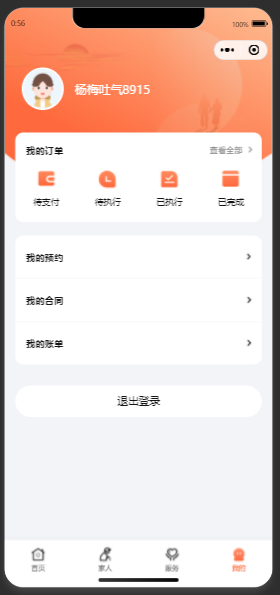 0:56 100%
杨梅吐气8915
我的订单 查看全部
待支付 待执行 已执行 已完成
我的预约
我的合同
我的账单
退出登录
首页 家人 服务 我的